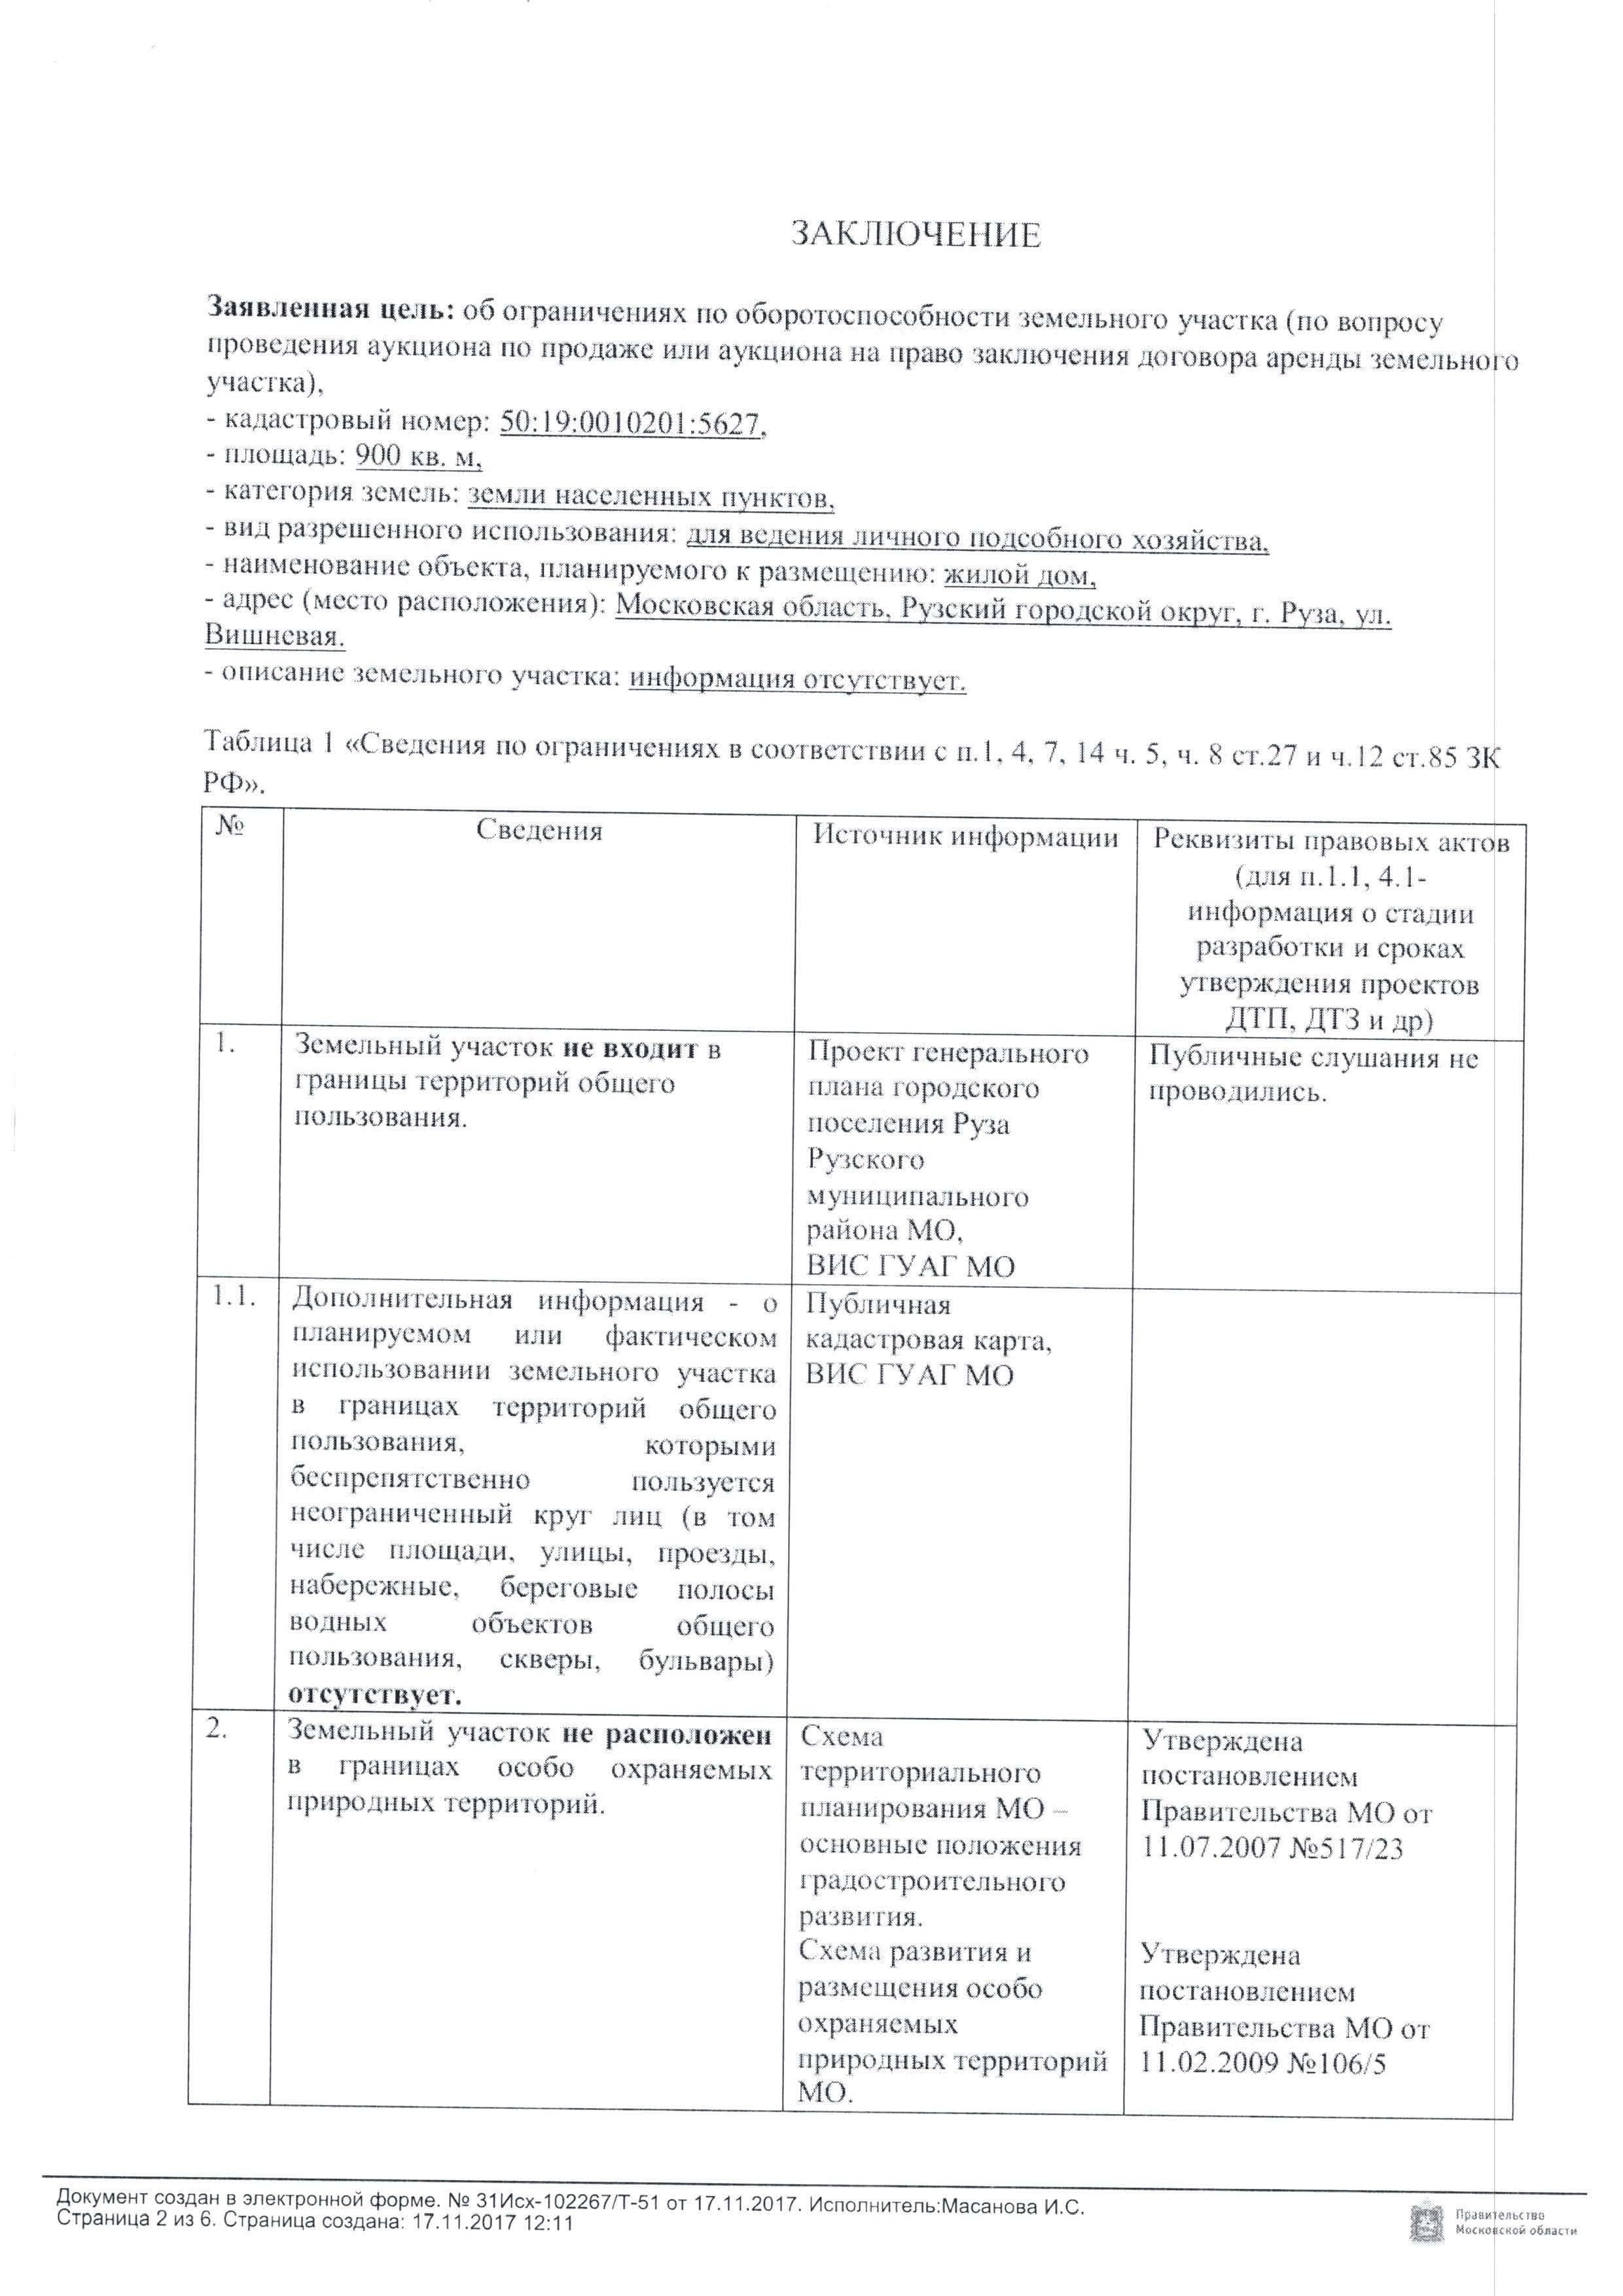 ЗАКЛЮЧЕНИЕ
Заявленная цель: об ограничениях по оборотоспособности земельного участка (по вопросу
проведения аукциона по продаже или аукциона на право заключения договора аренды земельного
участка),
- кадастровый номер: 50:19:0010201:5627,
- площадь: 900 кв. м,
- категория земель: земли населенных пунктов,
- вид разрешенного использования: для ведения личного подсобного хозяйства,
- наименование объекта, планируемого к размещению: жилой дом,
- адрес (место расположения): Московская область, Рузский городской округ, г. Руза, ул.
Вишневая.
- описание земельного участка: информация отсутствует.
Таблица 1 «Сведения по ограничениях в соответствии с п.1, 4, 7, 14 ч. 5, ч. 8 ст.27 и ч.12 ст.85 ЗК
РФ».
№
Сведения
Источник информации
Реквизиты правовых актов
(для п.1.1, 4.1-
информация о стадии
разработки и сроках
утверждения проектов
ДТП, ДТЗ и др)
1.
Земельный участок не входит в
границы территорий общего
пользования.
Проект генерального
плана городского
поселения Руза
Рузского
муниципального
района МО,
ВИС ГУАГ МО
Публичные слушания не
проводились.
1.1.
Дополнительная информация - о
планируемом или фактическом
использовании земельного участка
в границах территорий общего
пользования, которыми
беспрепятственно пользуется
неограниченный круг лиц (в том
числе площади, улицы, проезды,
набережные, береговые полосы
водных объектов общего
пользования, скверы, бульвары)
отсутствует.
Публичная
кадастровая карта,
ВИС ГУАГ МО
2.
Земельный участок не расположен
в границах особо охраняемых
природных территорий.
Схема
территориального
планирования МО –
основные положения
градостроительного
развития.
Схема развития и
размещения особо
охраняемых
природных территорий
МО.
Утверждена
постановлением
Правительства МО от
11.07.2007 №517/23
Утверждена
постановлением
Правительства МО от
11.02.2009 №106/5
Документ создан в электронной форме. № 31Исх-102267/Т-51 от 17.11.2017. Исполнитель:Масанова И.С.
Страница 2 из 6. Страница создана: 17.11.2017 12:11
Правительство
Московской области